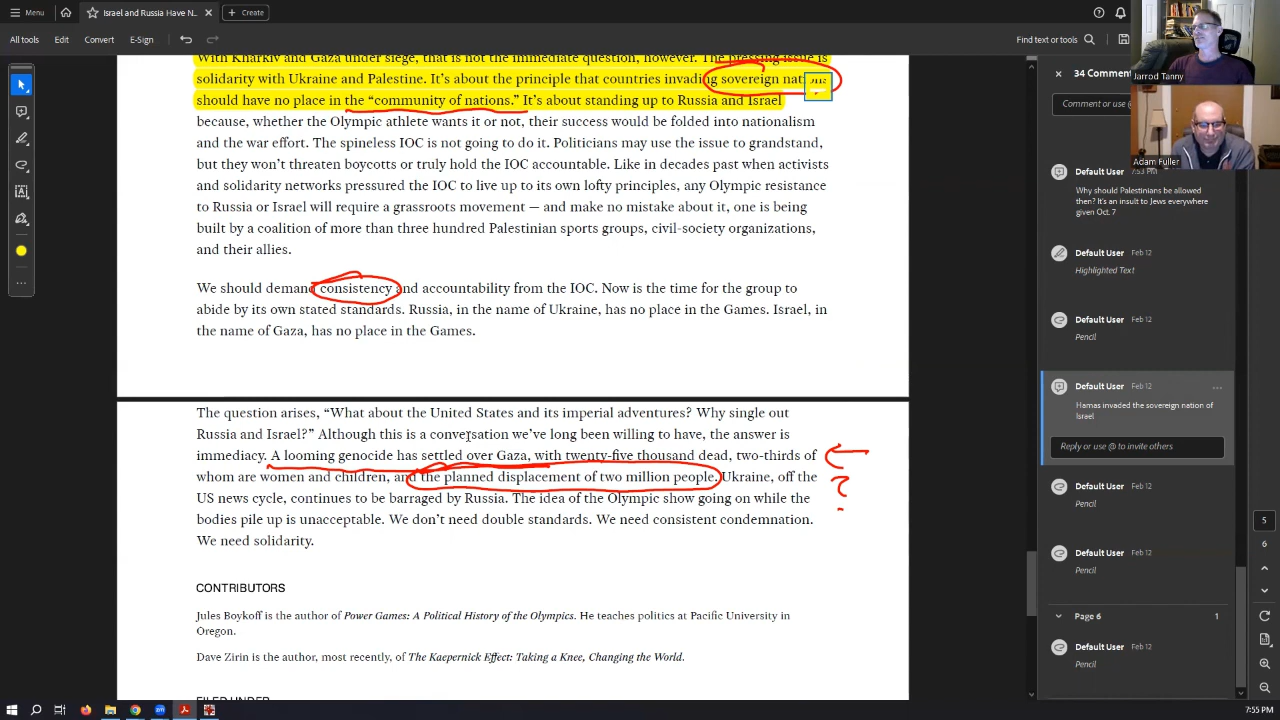 Menu
Israel and Russia Have N...
Create
All tools
Edit
Convert
E-Sign
Find text or tools
With Kharkiv and Gaza under siege, that is not the immediate question, however. The pressing issue is
solidarity with Ukraine and Palestine. It's about the principle that countries invading sovereign
should have no place in the “community of nations.” It's about standing up to Russia and Israel
because, whether the Olympic athlete wants it or not, their success would be folded into nationalism
and the war effort. The spineless IOC is not going to do it. Politicians may use the issue to grandstand,
but they won't threaten boycotts or truly hold the IOC accountable. Like in decades past when activists
and solidarity networks pressured the IOC to live up to its own lofty principles, any Olympic resistance
to Russia or Israel will require a grassroots movement — and make no mistake about it, one is being
built by a coalition of more than three hundred Palestinian sports groups, civil-society organizations,
and their allies.
We should demand consistency and accountability from the IOC. Now is the time for the group to
abide by its own stated standards. Russia, in the name of Ukraine, has no place in the Games. Israel, in
the name of Gaza, has no place in the Games.
The question arises, “What about the United States and its imperial adventures? Why single out
Russia and Israel?” Although this is a conversation we've long been willing to have, the answer is
immediacy. A looming genocide has settled over Gaza, with twenty-five thousand dead, two-thirds of
whom are women and children, and the planned displacement of two million people. Ukraine, off the
US news cycle, continues to be barraged by Russia. The idea of the Olympic show going on while the
bodies pile up is unacceptable. We don't need double standards. We need consistent condemnation.
We need solidarity.
?
CONTRIBUTORS
Jules Boykoff is the author of Power Games: A Political History of the Olympics. He teaches politics at Pacific University in
Oregon.
Dave Zirin is the author, most recently, of The Kaepernick Effect: Taking a Knee, Changing the World.
FILED UNDER
34 Comme
Comment or @me
Default User
7:53 PM
Why should Palestinians be allowed
then? It's an insult to Jews everywhere
given Oct. 7
Default User Feb 12
Highlighted Text
Default User Feb 12
Pencil
Default User Feb 12
Hamas invaded the sovereign nation of
Israel
Reply or use @ to invite others
Default User Feb 12
Pencil
Default User Feb 12
Pencil
Page 6 1
Default User Feb 12
Pencil
Jarrod Tanny
Adam Fuller
5
6
7:55 PM